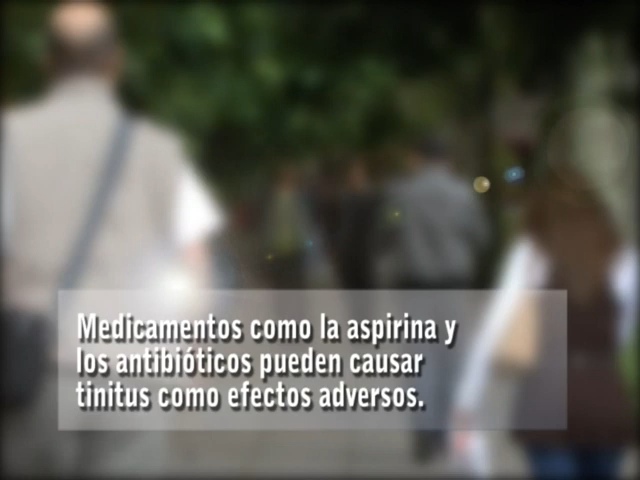 Medicamentos como la aspirina y
los antibióticos pueden causar
tinitus como efectos adversos.